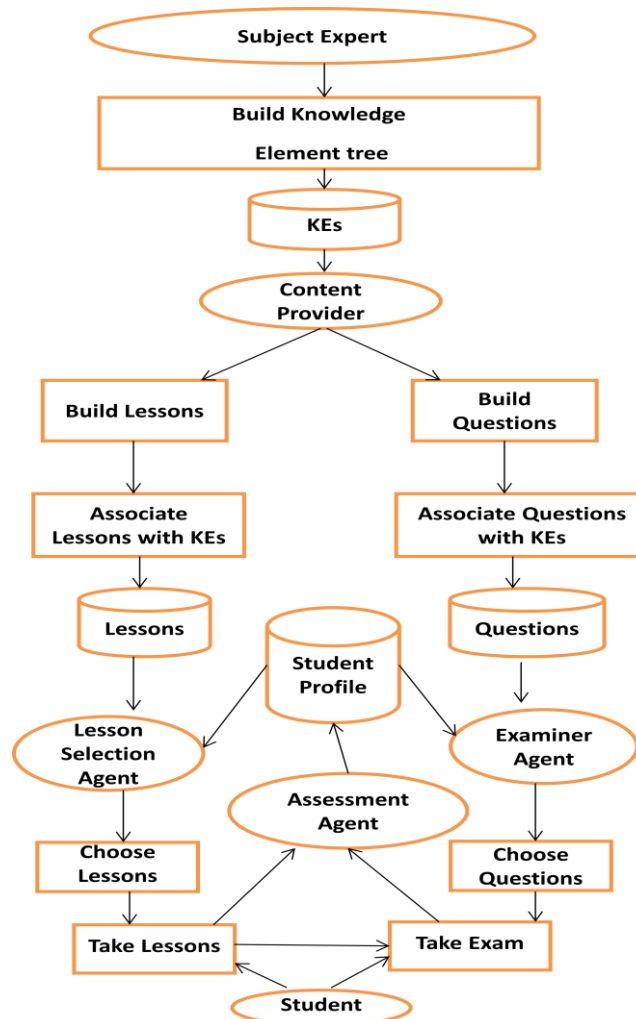 Subject Expert
Build Knowledge
Element tree
KEs
Content
Provider
Build Lessons
Build
Questions
Associate
Lessons with KEs
Associate Questions
with KEs
Lessons
Student
Profile
Questions
Lesson
Selection
Agent
Examiner
Agent
Assessment
Agent
Choose
Lessons
Choose
Questions
Take Lessons
Take Exam
Student